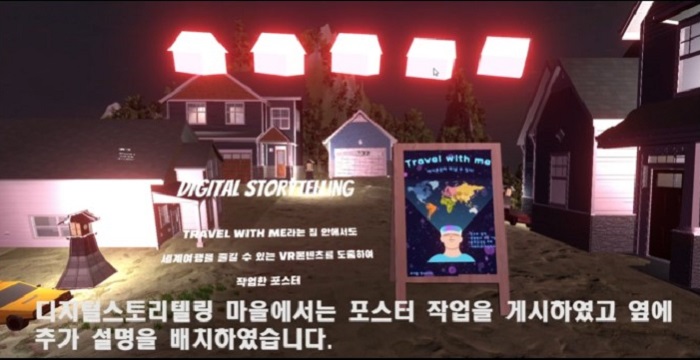 DIGITAL STORYTELLING
TRAVEL WITH ME라는 집 안에서도
세계여행을 즐길 수 있는 VR콘텐츠를 도출하여
작업한 포스터
Travel with me
디지털스토리텔링 마을에서는 포스터 작업을 게시하였고 옆에
추가 설명을 배치하였습니다.